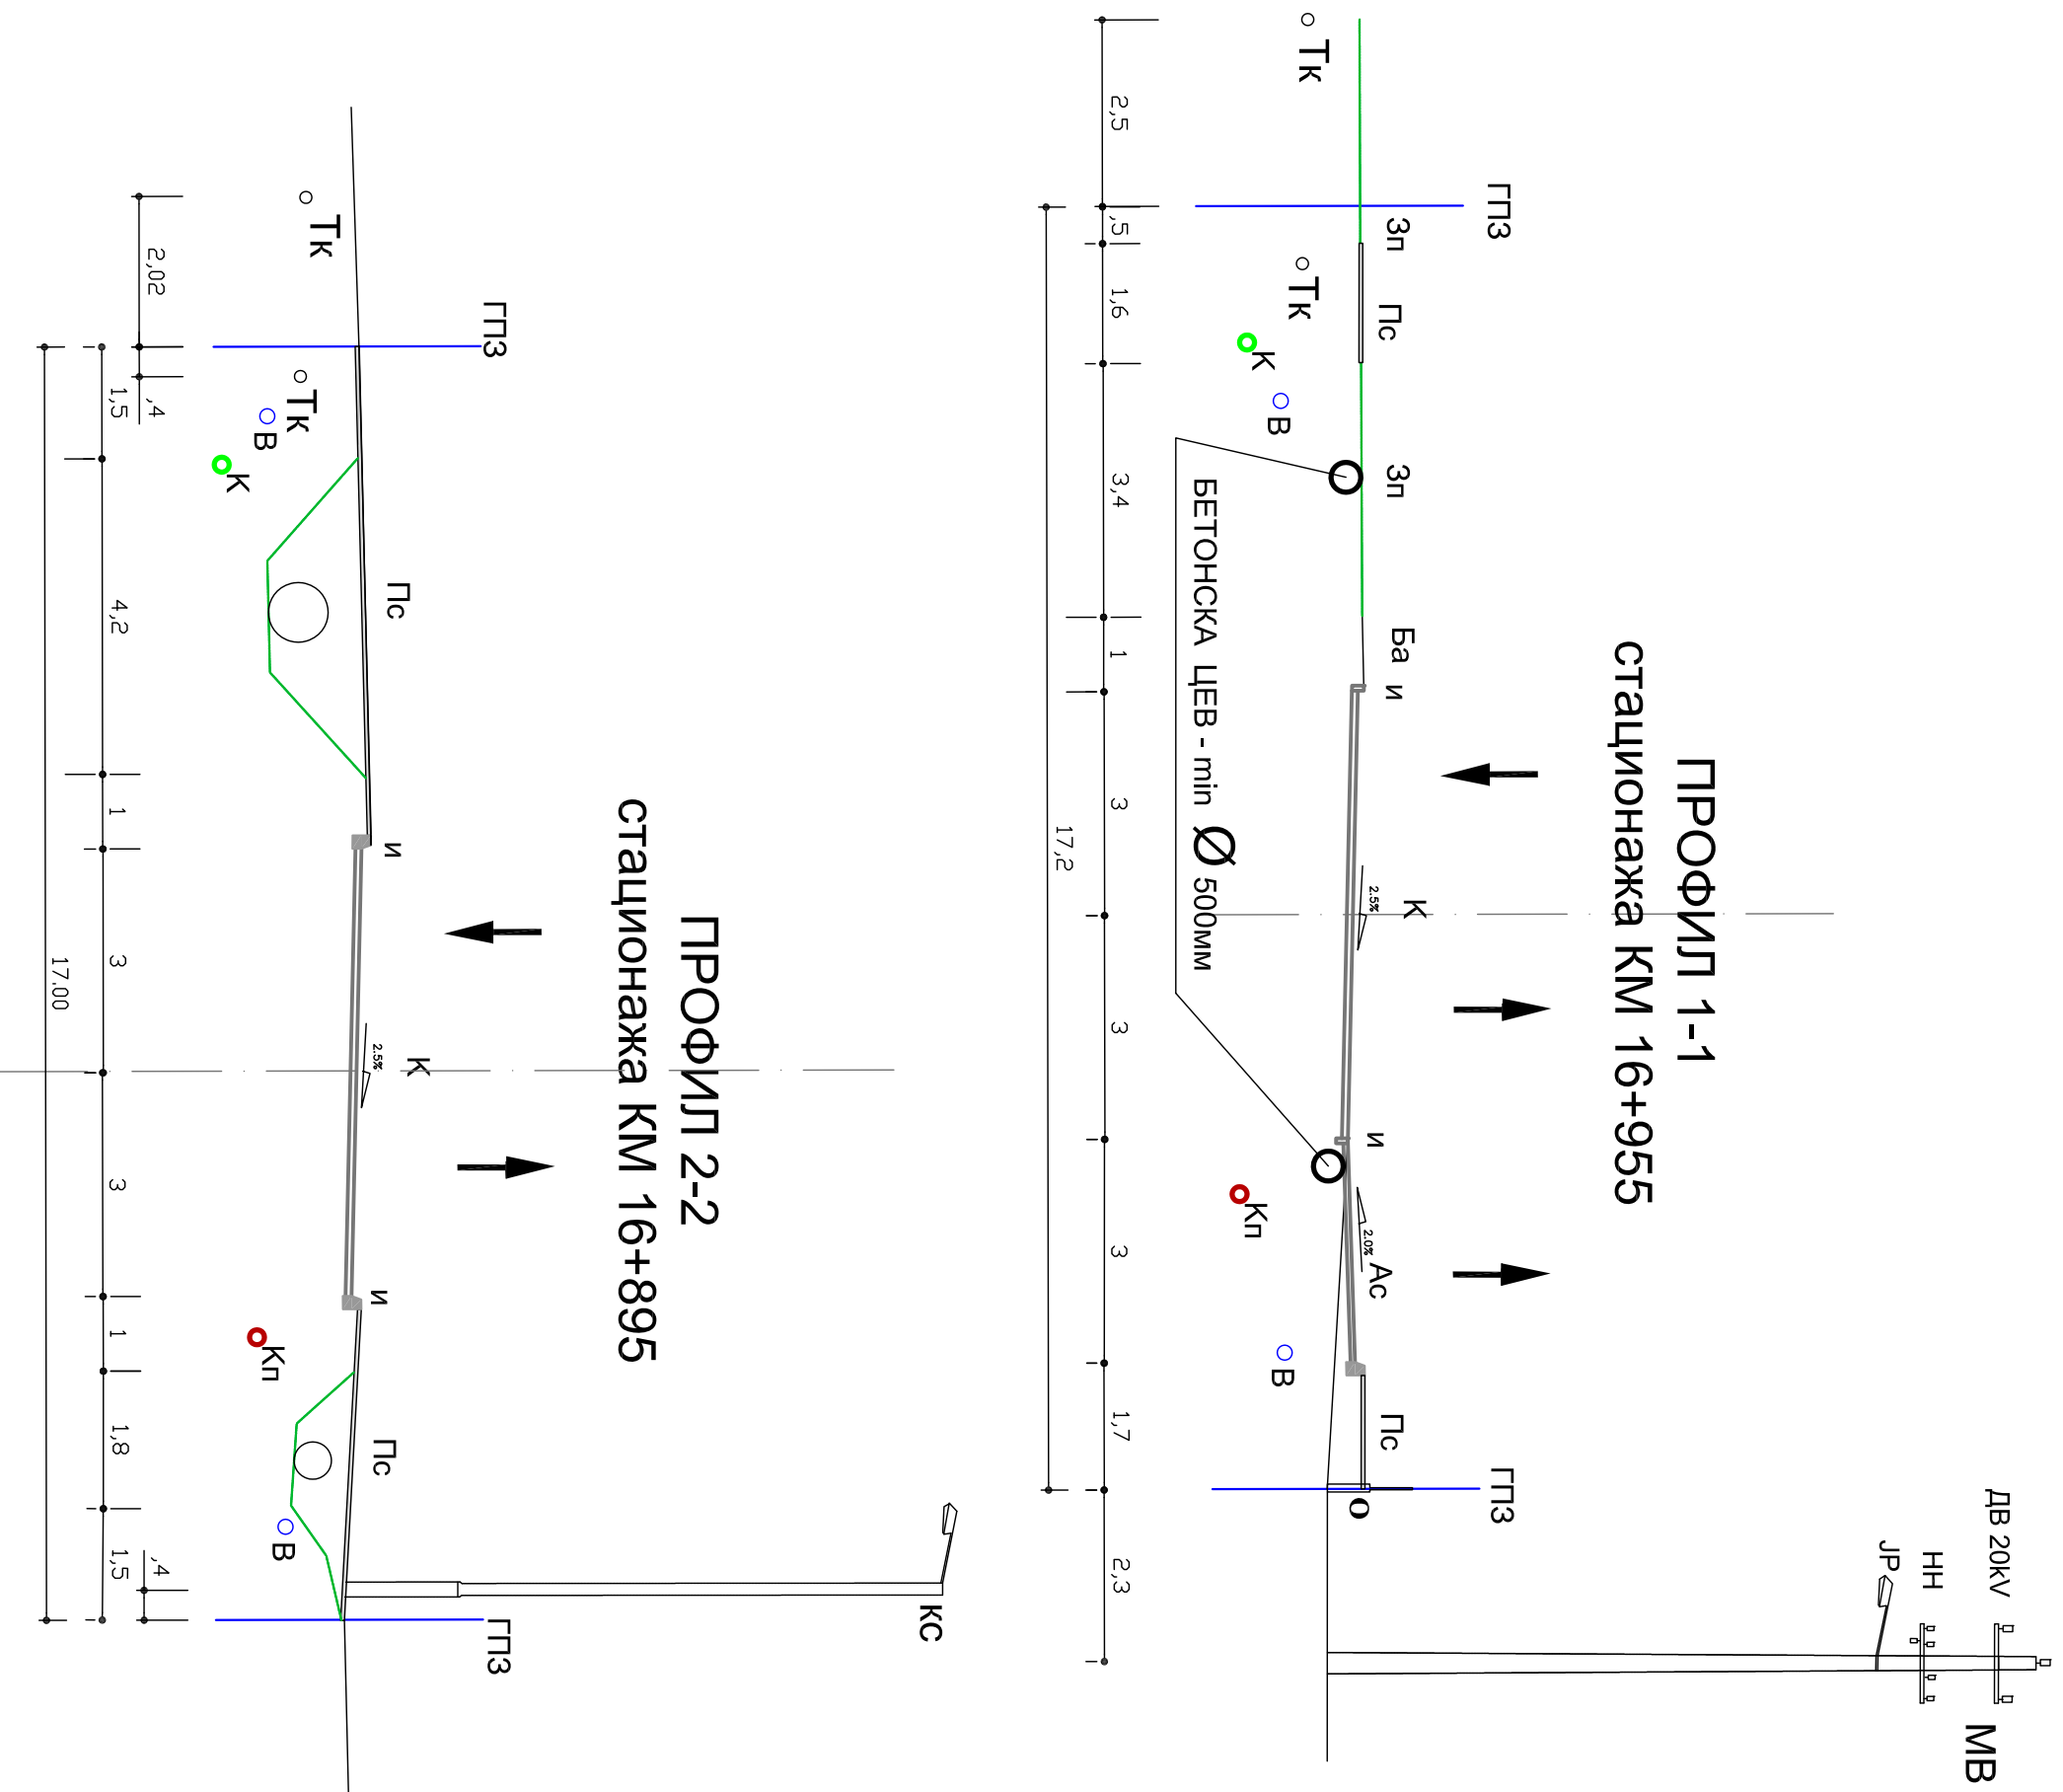 ПРОФИЛ 1-1
стационажа КМ 16+955
ДВ 20kV
НН
ЈР
МВ
ГПЗ
ГПЗ
Зп
Пс
Зп
Ба
и
К
и
Ас
Пс
О
2.5%
2.0%
Тк
Тк
К
В
Кп
В
БЕТОНСКА ЦЕВ - min Ø 500мм
2,5
,5
1,6
3,4
1
3
3
3
1,7
2,3
17,2
ПРОФИЛ 2-2
стационажа КМ 16+895
КС
ГПЗ
ГПЗ
Пс
и
К
и
Пс
2.5%
Тк
Тк
В
К
Кп
В
2,02
,4
,4
1,5
4,2
1
3
3
1
1,8
1,5
17,00